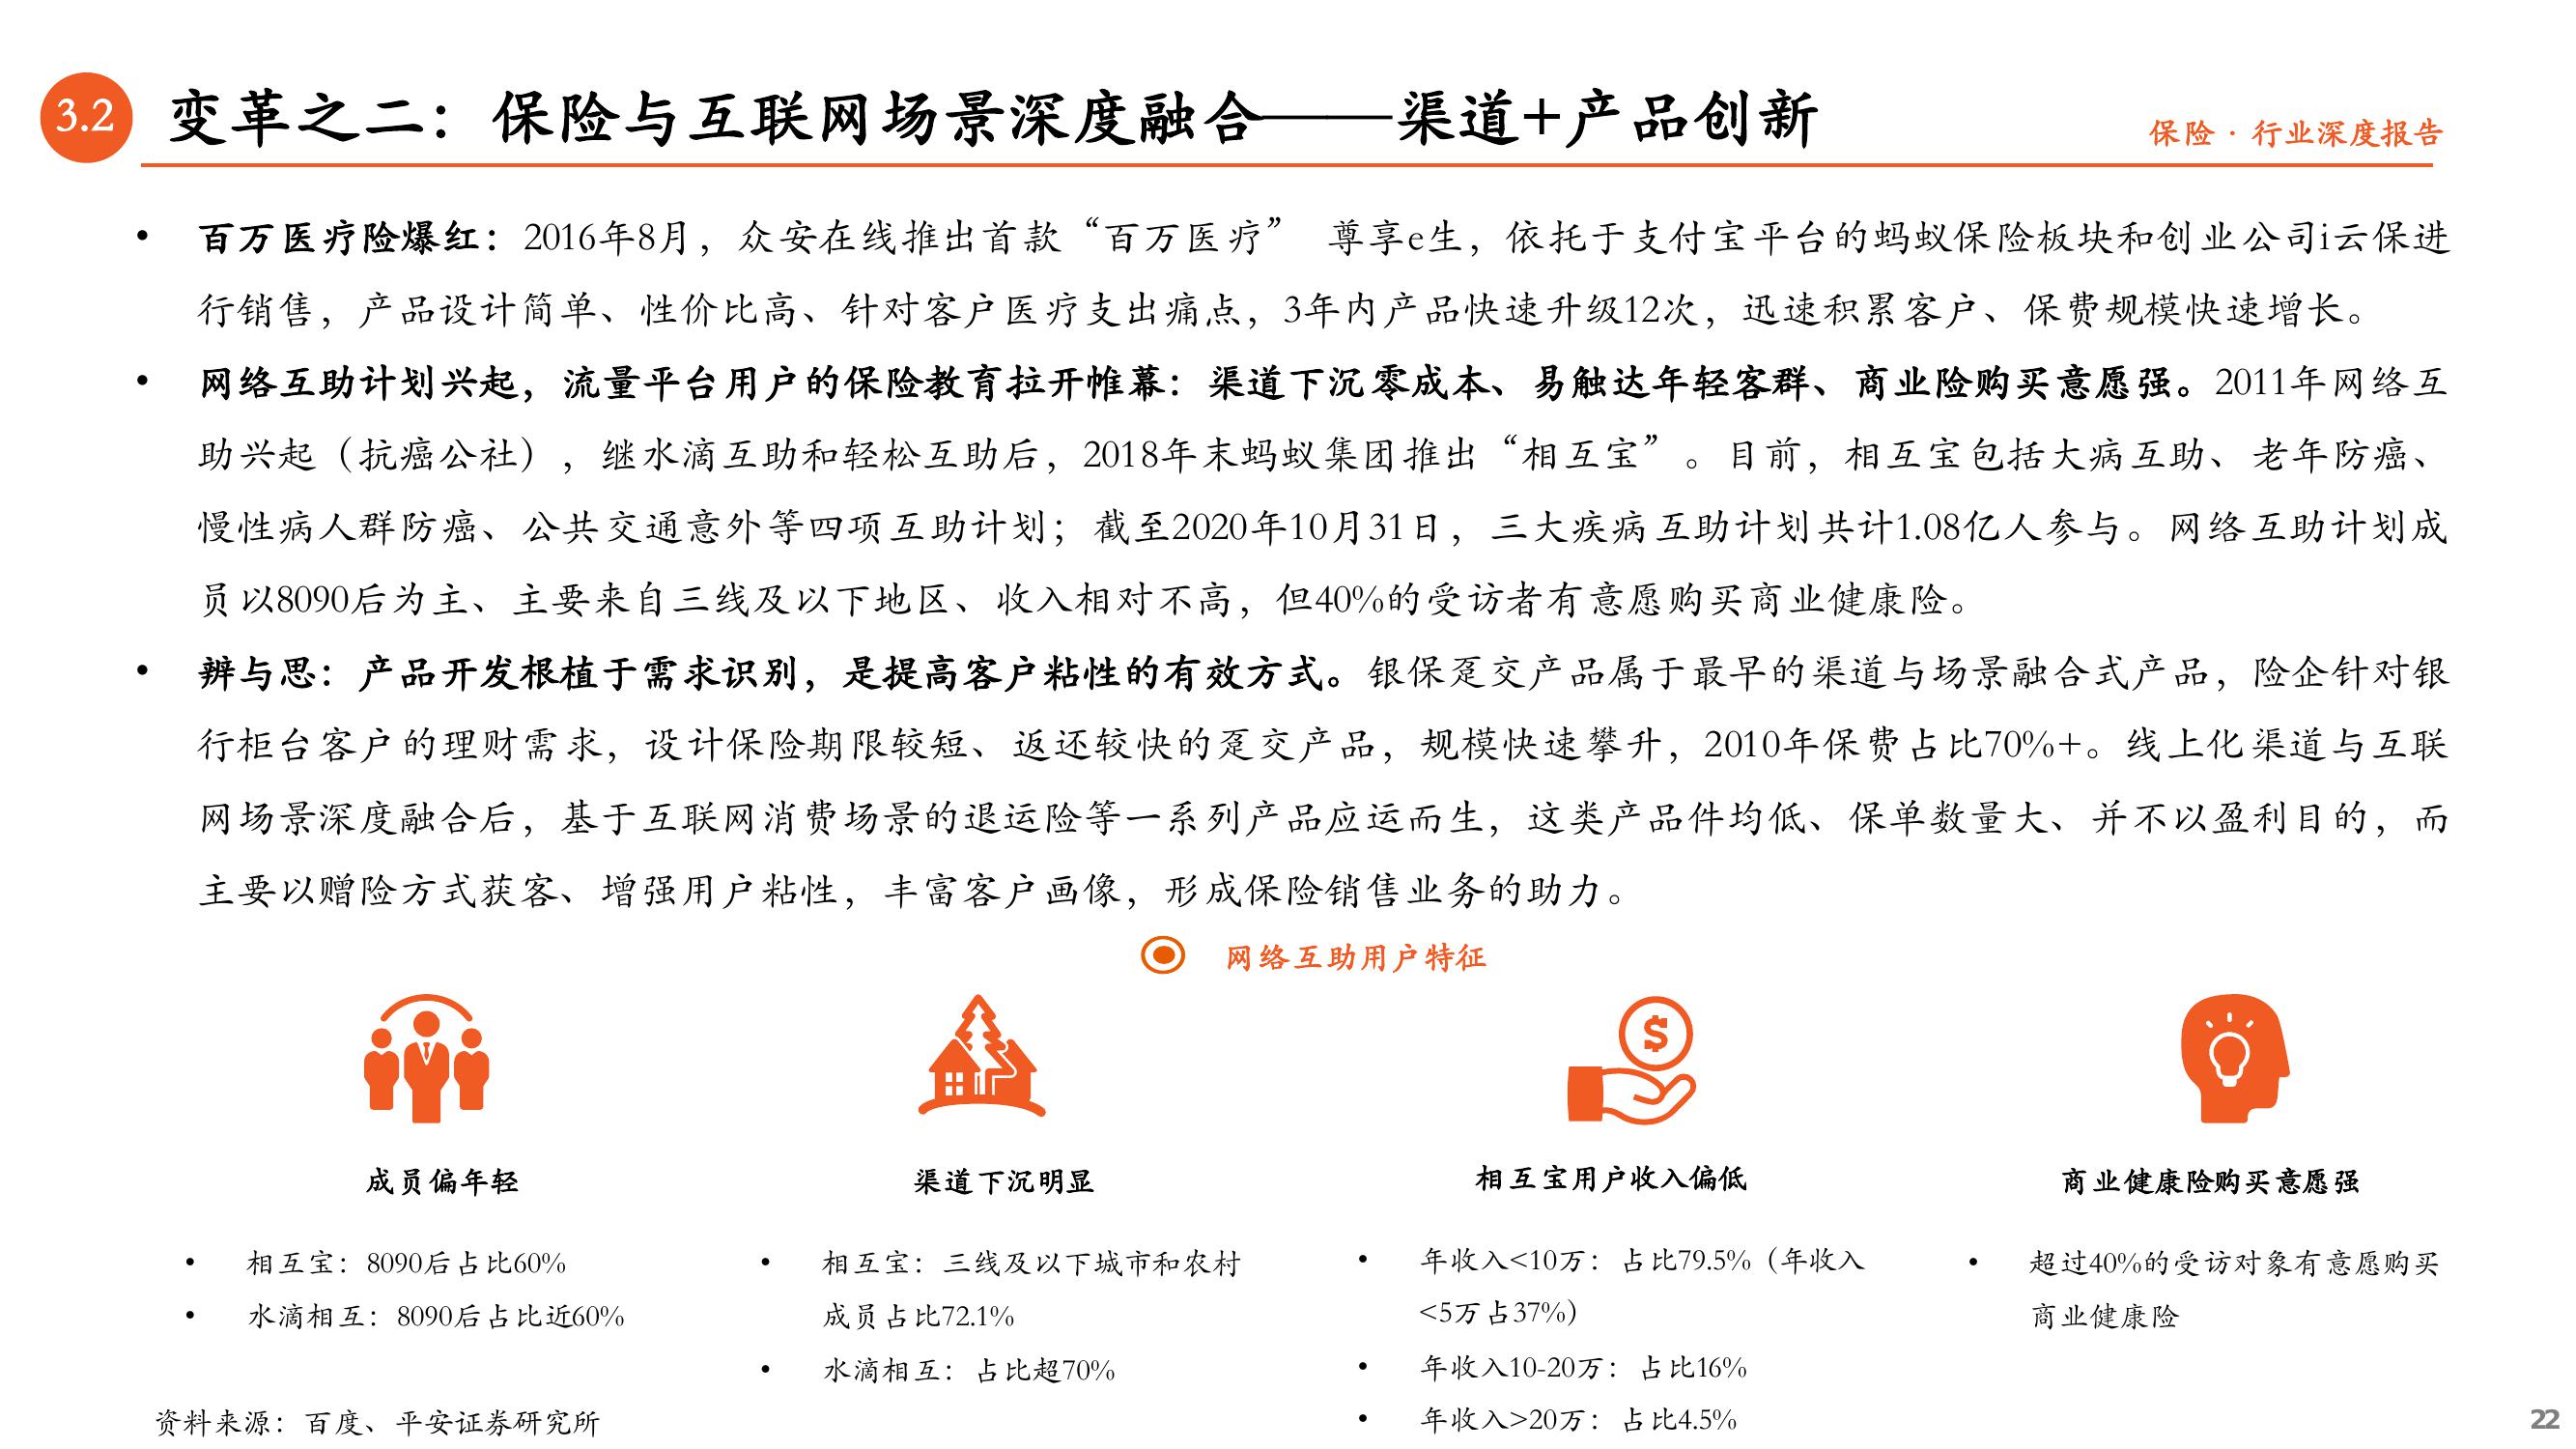 3.2 变革之二：保险与互联网场景深度融合——渠道+产品创新
保险 · 行业深度报告
• 百万医疗险爆红：2016年8月，众安在线推出首款“百万医疗” 尊享e生，依托于支付宝平台的蚂蚁保险板块和创业公司i云保进
行销售，产品设计简单、性价比高、针对客户医疗支出痛点，3年内产品快速升级12次，迅速积累客户、保费规模快速增长。
• 网络互助计划兴起，流量平台用户的保险教育拉开帷幕：渠道下沉零成本、易触达年轻客群、商业险购买意愿强。2011年网络互
助兴起（抗癌公社），继水滴互助和轻松互助后，2018年末蚂蚁集团推出“相互宝”。目前，相互宝包括大病互助、老年防癌、
慢性病人群防癌、公共交通意外等四项互助计划；截至2020年10月31日，三大疾病互助计划共计1.08亿人参与。网络互助计划成
员以8090后为主、主要来自三线及以下地区、收入相对不高，但40%的受访者有意愿购买商业健康险。
• 辨与思：产品开发根植于需求识别，是提高客户粘性的有效方式。银保趸交产品属于最早的渠道与场景融合式产品，险企针对银
行柜台客户的理财需求，设计保险期限较短、返还较快的趸交产品，规模快速攀升，2010年保费占比70%+。线上化渠道与互联
网场景深度融合后，基于互联网消费场景的退运险等一系列产品应运而生，这类产品件均低、保单数量大、并不以盈利目的，而
主要以赠险方式获客、增强用户粘性，丰富客户画像，形成保险销售业务的助力。
网络互助用户特征
成员偏年轻
• 相互宝：8090后占比60%
• 水滴相互：8090后占比近60%
渠道下沉明显
• 相互宝：三线及以下城市和农村
成员占比72.1%
• 水滴相互：占比超70%
相互宝用户收入偏低
• 年收入<10万：占比79.5%（年收入
<5万占37%）
• 年收入10-20万：占比16%
• 年收入>20万：占比4.5%
商业健康险购买意愿强
• 超过40%的受访对象有意愿购买
商业健康险
资料来源：百度、平安证券研究所
22